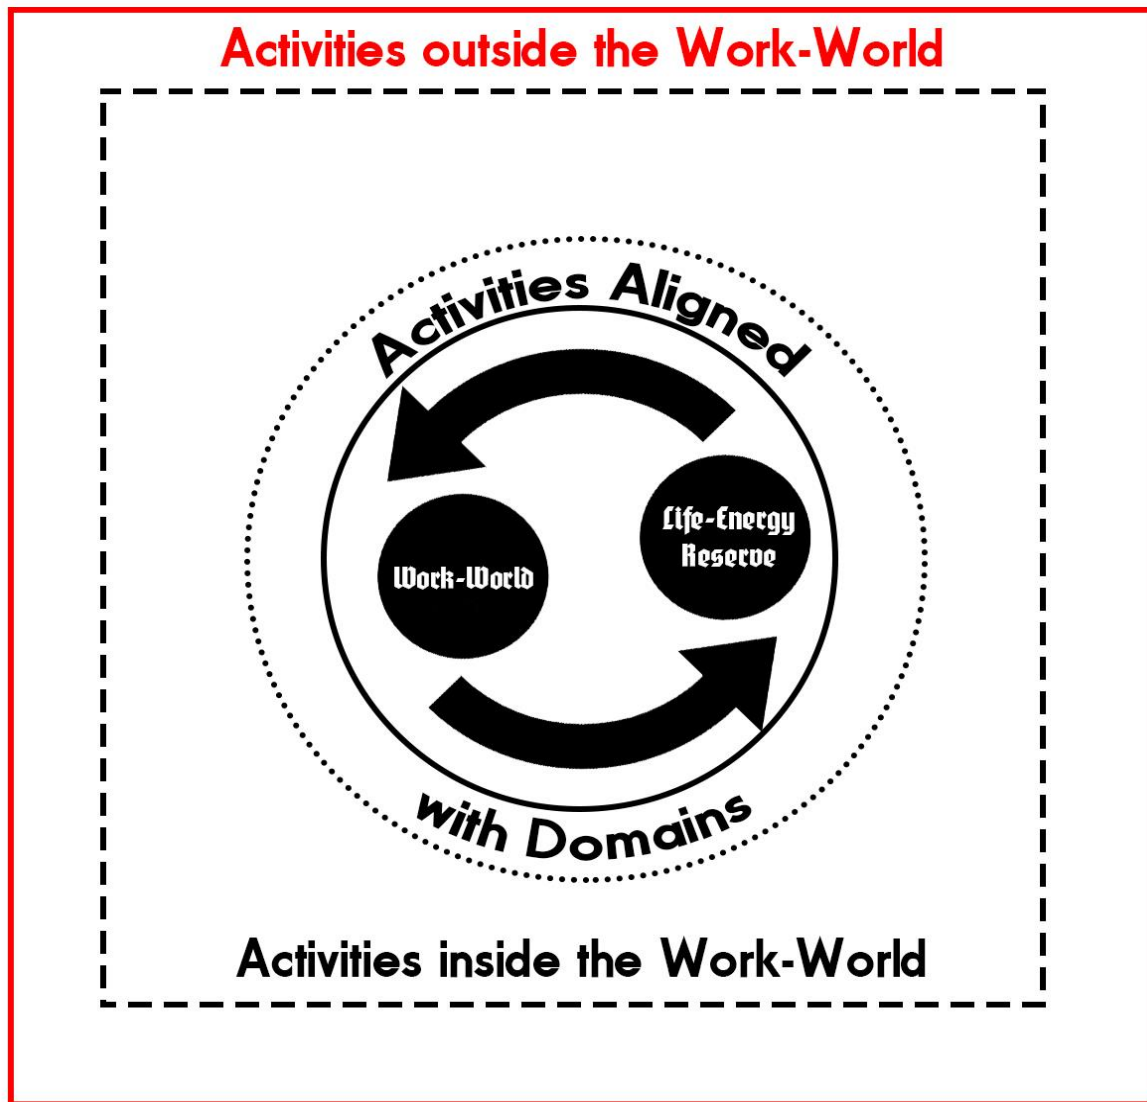 Activities outside the Work-World
Activities Aligned
Life-Energy
Reserve
Work-World
with Domains
Activities inside the Work-World